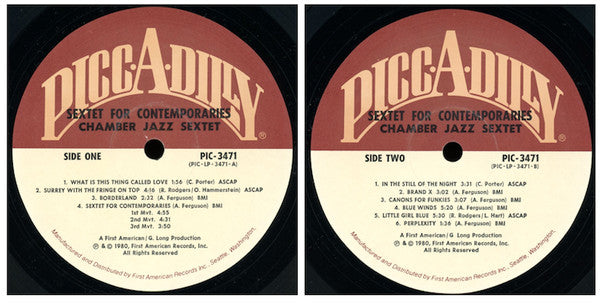 PICC·A·DILLY
®
SEXTET FOR CONTEMPORARIES
CHAMBER JAZZ SEXTET
SIDE ONE
PIC-3471
(PIC-LP-3471-A)
1. WHAT IS THIS THING CALLED LOVE 1:56 (C. Porter) ASCAP
2. SURREY WITH THE FRINGE ON TOP 4:16 (R. Rodgers/O. Hammerstein) ASCAP
3. BORDERLAND 2:22 (A. Ferguson) BMI
4. SEXTET FOR CONTEMPORARIES (A. Ferguson) BMI
1st Mvt. 4:55
2nd Mvt. 4:31
3rd Mvt. 3:50
A First American/G. Long Production
℗ & © 1980, First American Records, Inc.
All Rights Reserved
Manufactured and Distributed by First American Records Inc., Seattle, Washington.
PICC·A·DILLY
®
SEXTET FOR CONTEMPORARIES
CHAMBER JAZZ SEXTET
SIDE TWO
PIC-3471
(PIC-LP-3471-B)
1. IN THE STILL OF THE NIGHT 3:31 (C. Porter) ASCAP
2. BRAND X 3:02 (A. Ferguson) BMI
3. CANONS FOR FUNKIES 3:07 (A. Ferguson) BMI
4. BLUE WINDS 5:20 (A. Ferguson) BMI
5. LITTLE GIRL BLUE 5:30 (R. Rodgers/L. Hart) ASCAP
6. PERPLEXITY 1:36 (A. Ferguson) BMI
A First American/G. Long Production
℗ & © 1980, First American Records, Inc.
All Rights Reserved
Manufactured and Distributed by First American Records Inc., Seattle, Washington.